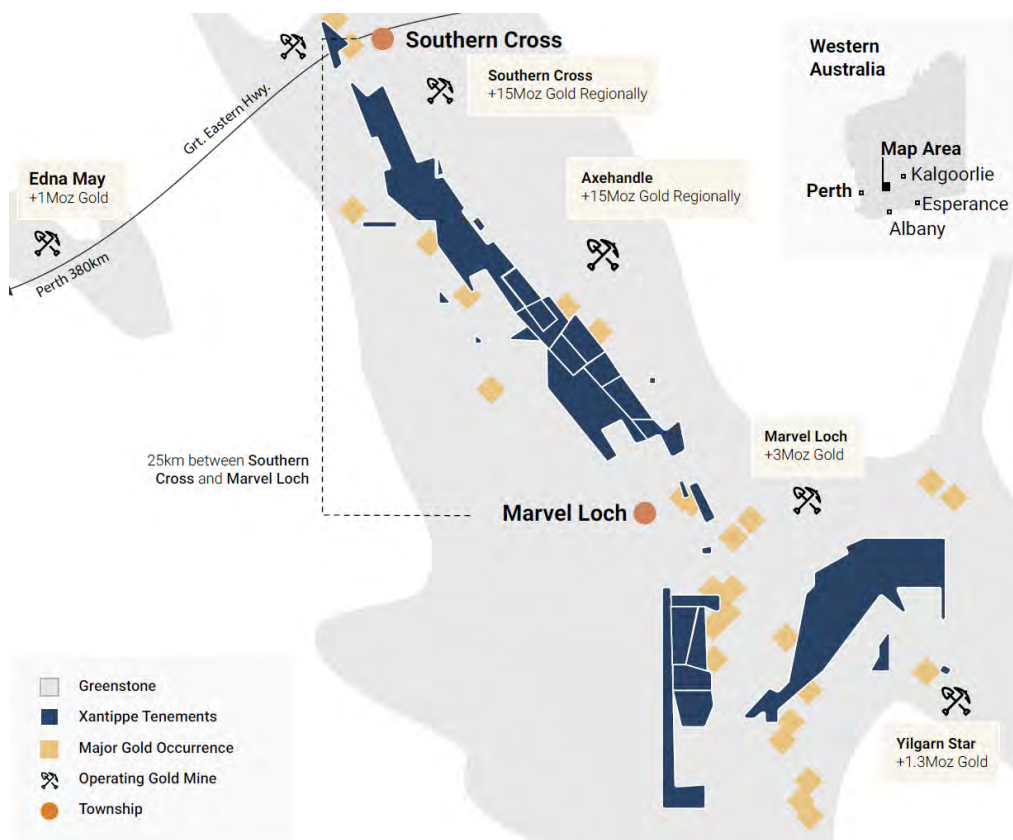 Southern Cross
Southern Cross
+15Moz Gold Regionally
Grt. Eastern Hwy.
Edna May
+1Moz Gold
Perth 380km
Axehandle
+15Moz Gold Regionally
Western
Australia
Map Area
Kalgoorlie
Perth
Esperance
Albany
25km between Southern
Cross and Marvel Loch
Marvel Loch
+3Moz Gold
Marvel Loch
Yilgarn Star
+1.3Moz Gold
Greenstone
Xantippe Tenements
Major Gold Occurrence
Operating Gold Mine
Township